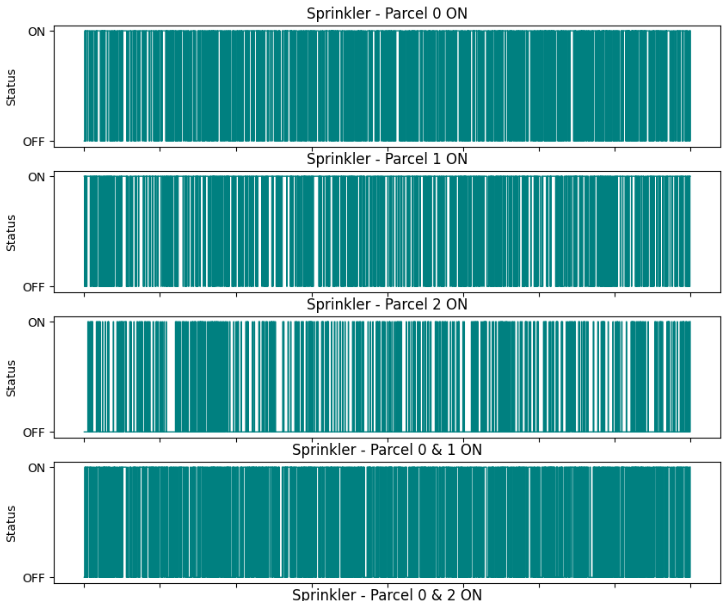 Sprinkler - Parcel 0 ON
ON
Status
OFF
Sprinkler - Parcel 1 ON
ON
Status
OFF
Sprinkler - Parcel 2 ON
ON
Status
OFF
Sprinkler - Parcel 0 & 1 ON
ON
Status
OFF
Sprinkler - Parcel 0 & 2 ON